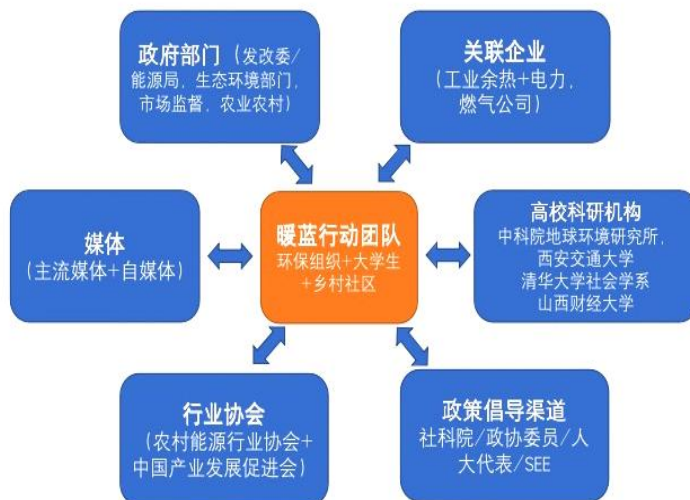 政府部门（发改委/
能源局，生态环境部门，
市场监督，农业农村）
关联企业
（工业余热+电力，
燃气公司）
媒体
（主流媒体+自媒体）
暖蓝行动团队
环保组织+大学生
+乡村社区
高校科研机构
中科院地球环境研究所，
西安交通大学
清华大学社会学系
山西财经大学
行业协会
（农村能源行业协会+
中国产业发展促进会）
政策倡导渠道
社科院/政协委员/人
大代表/SEE